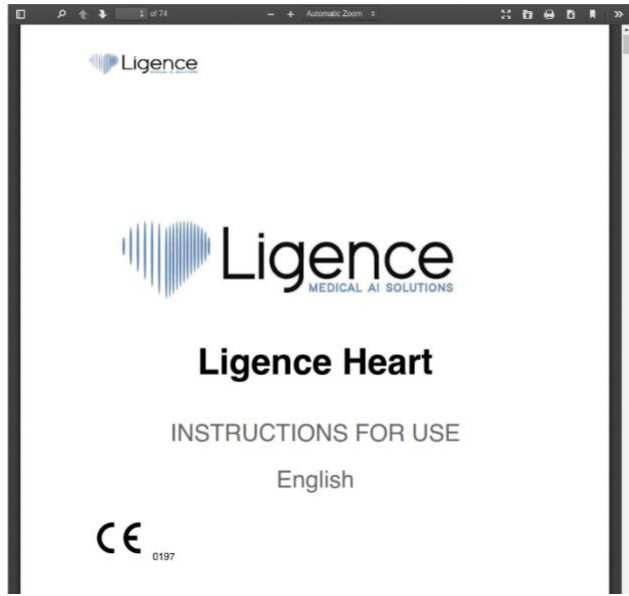 1 of 74
Automatic Zoom
Ligence
Ligence
MEDICAL AI SOLUTIONS
Ligence Heart
INSTRUCTIONS FOR USE
English
CE 0197